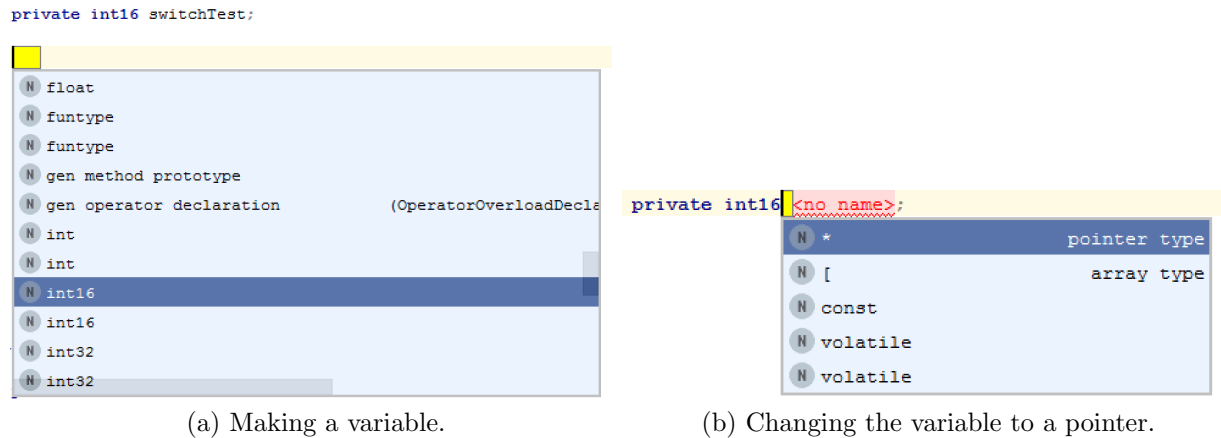 private int16 switchTest;
N float
N funtype
N funtype
N gen method prototype
N gen operator declaration (OperatorOverloadDecla
N int
N int
N int16
N int16
N int32
N int32
(a) Making a variable.
private int16 <no name>;
N * pointer type
N [ array type
N const
N volatile
N volatile
(b) Changing the variable to a pointer.